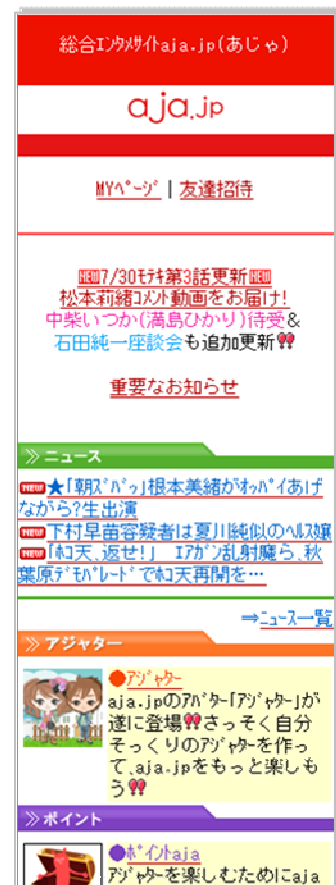 総合ｴﾝﾀﾒｻｲﾄaja.jp(あじゃ)
aja.jp
MYﾍﾟｰｼﾞ | 友達招待
NEW7/30ﾓﾃｷ第3話更新NEW
松本莉緒ｺﾒﾝﾄ動画をお届け!
中柴いつか(満島ひかり)待受&
石田純一座談会も追加更新
重要なお知らせ
≫ニュース
NEW★｢朝ｽﾞﾊﾞｯ｣根本美緒がｵｯﾊﾟｲあげ
ながら?生出演
NEW下村早苗容疑者は夏川純似のﾍﾙｽ嬢
NEW｢ﾎｺ天､返せ!｣ ｴｱｶﾞﾝ乱射魔ら､秋
葉原ﾃﾞﾓﾊﾟﾚｰﾄﾞでﾎｺ天再開を…
⇒ﾆｭｰｽ一覧
≫アジャター
●ｱｼﾞｬﾀｰ
aja.jpのｱﾊﾞﾀｰ｢ｱｼﾞｬﾀｰ｣が
遂に登場さっそく自分
そっくりのｱｼﾞｬﾀｰを作っ
て､aja.jpをもっと楽しも
う
≫ポイント
●ﾎﾟｲﾝﾄaja
ｱｼﾞｬﾀｰを楽しむためにaja